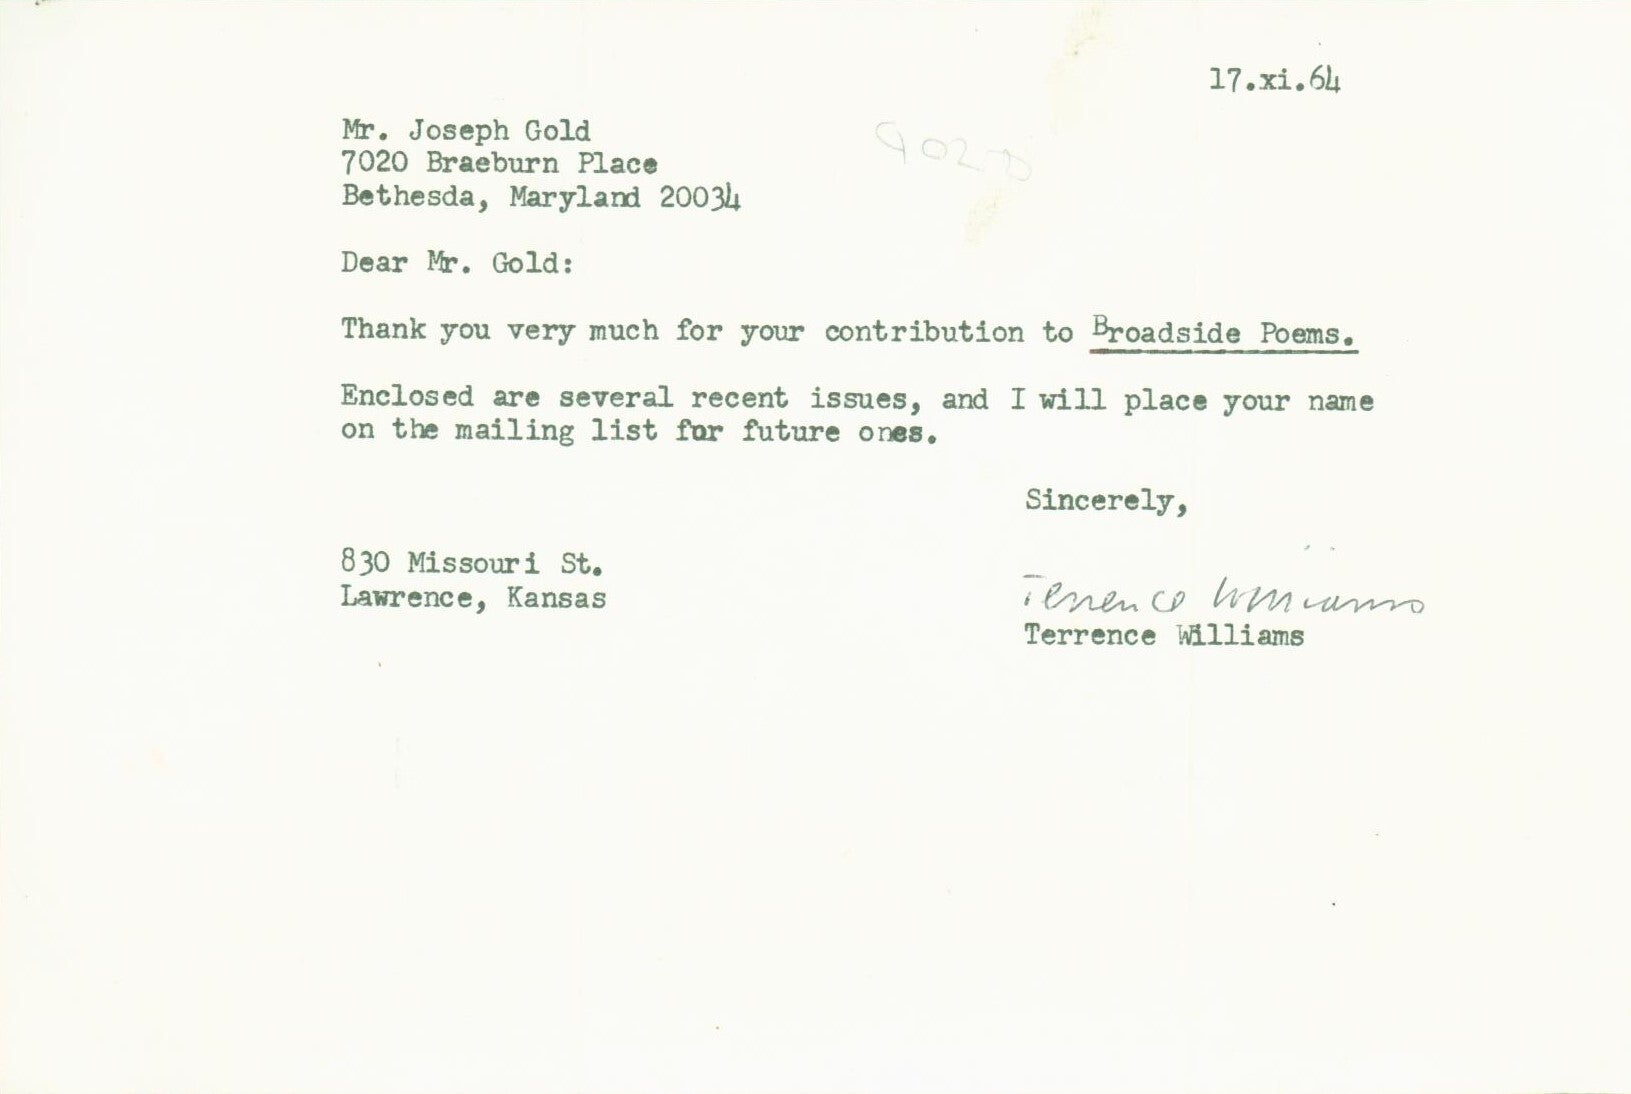 17.xi.64
Mr. Joseph Gold
7020 Braeburn Place
Bethesda, Maryland 20034
Dear Mr. Gold:
Thank you very much for your contribution to Broadside Poems.
Enclosed are several recent issues, and I will place your name
on the mailing list for future ones.
Sincerely,
830 Missouri St.
Lawrence, Kansas
Terrence Williams
Terrence Williams